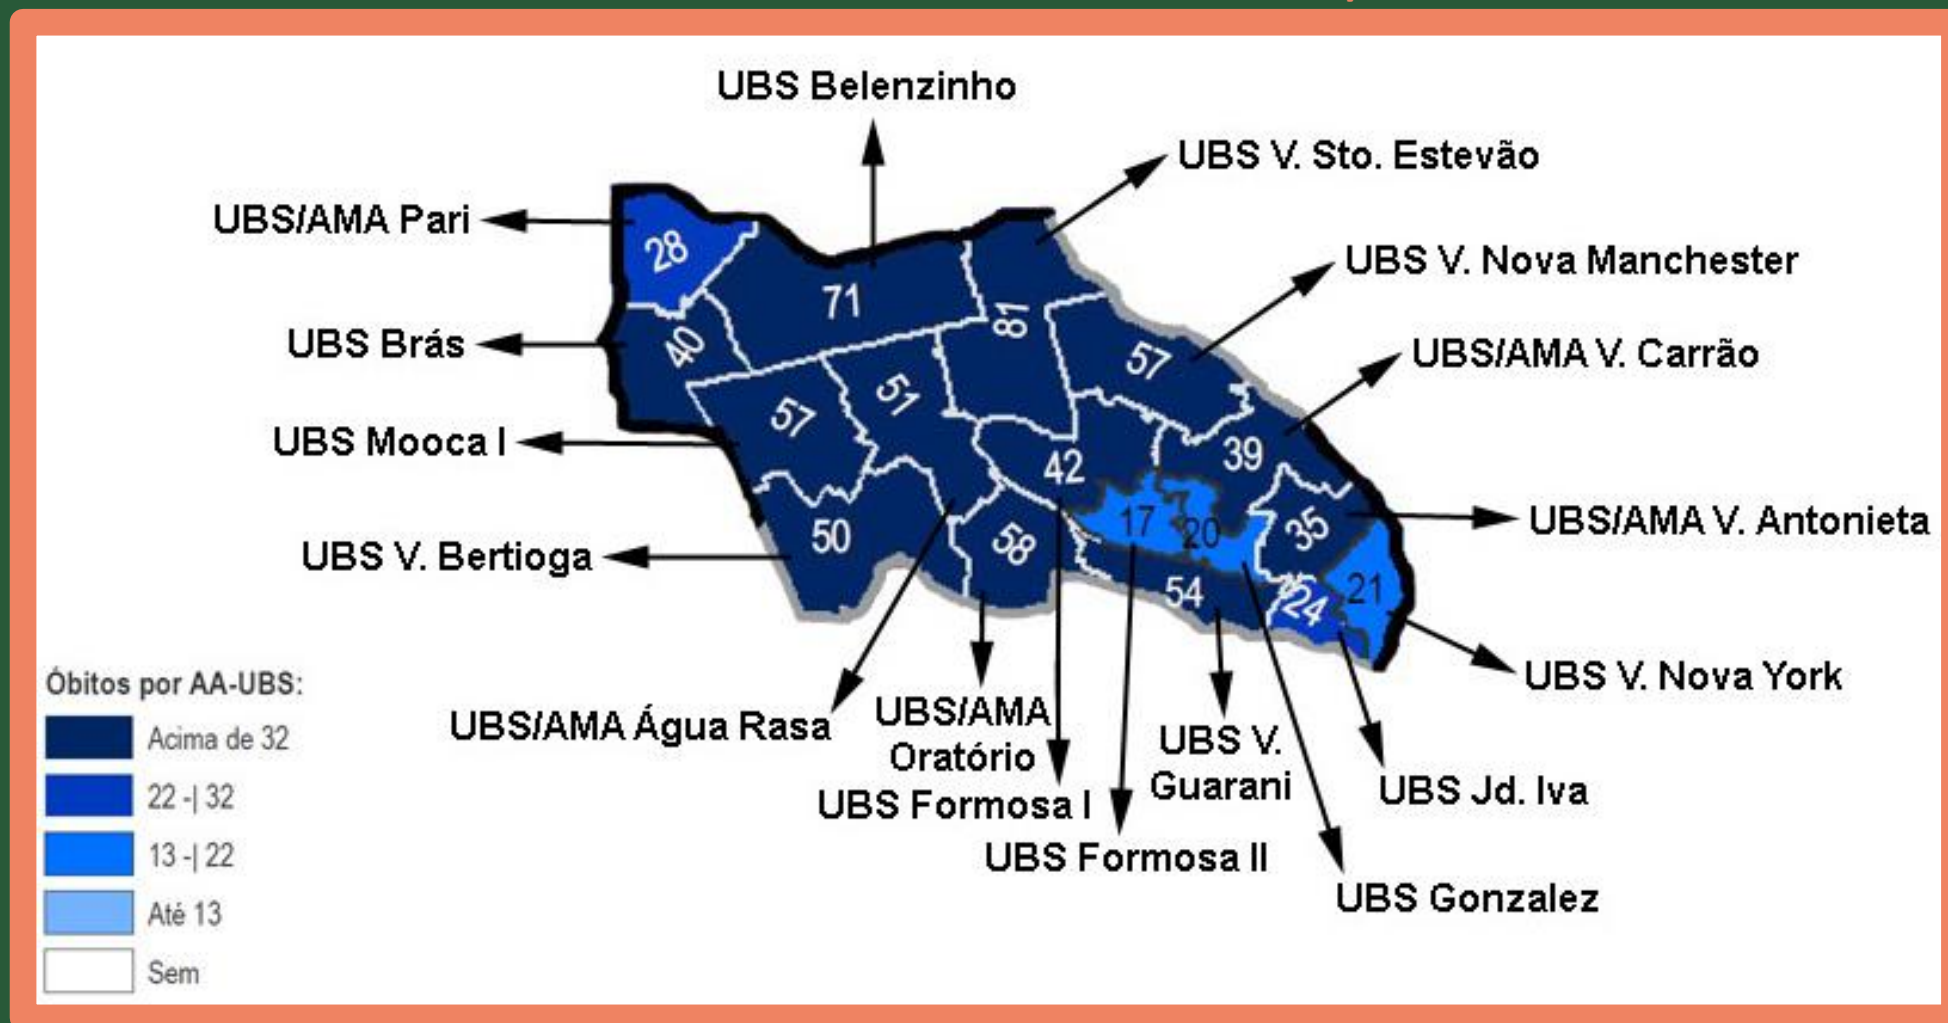 UBS Belenzinho
UBS V. Sto. Estevão
UBS/AMA Pari
UBS V. Nova Manchester
UBS Brás
UBS/AMA V. Carrão
UBS Mooca I
UBS/AMA V. Antonieta
UBS V. Bertioga
UBS V. Nova York
UBS/AMA Água Rasa
UBS/AMA
Oratório
UBS Formosa I
UBS Formosa II
UBS V.
Guarani
UBS Jd. Iva
UBS Gonzalez
28
71
81
40
57
57
51
39
42
17
20
35
50
58
54
24
21
Óbitos por AA-UBS:
Acima de 32
22 -| 32
13 -| 22
Até 13
Sem